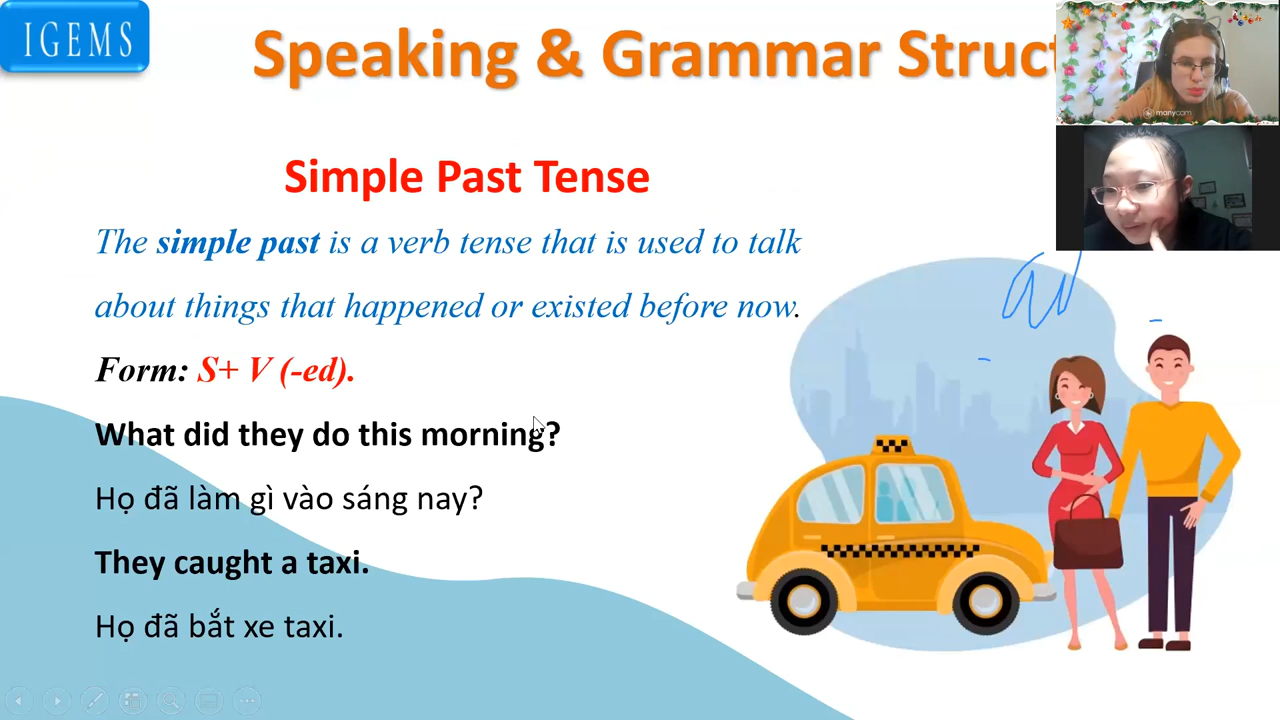 IGEMS
Speaking & Grammar Struct
manycam
Simple Past Tense
The simple past is a verb tense that is used to talk
about things that happened or existed before now.
Form: S+ V (-ed).
What did they do this morning?
Họ đã làm gì vào sáng nay?
They caught a taxi.
Họ đã bắt xe taxi.